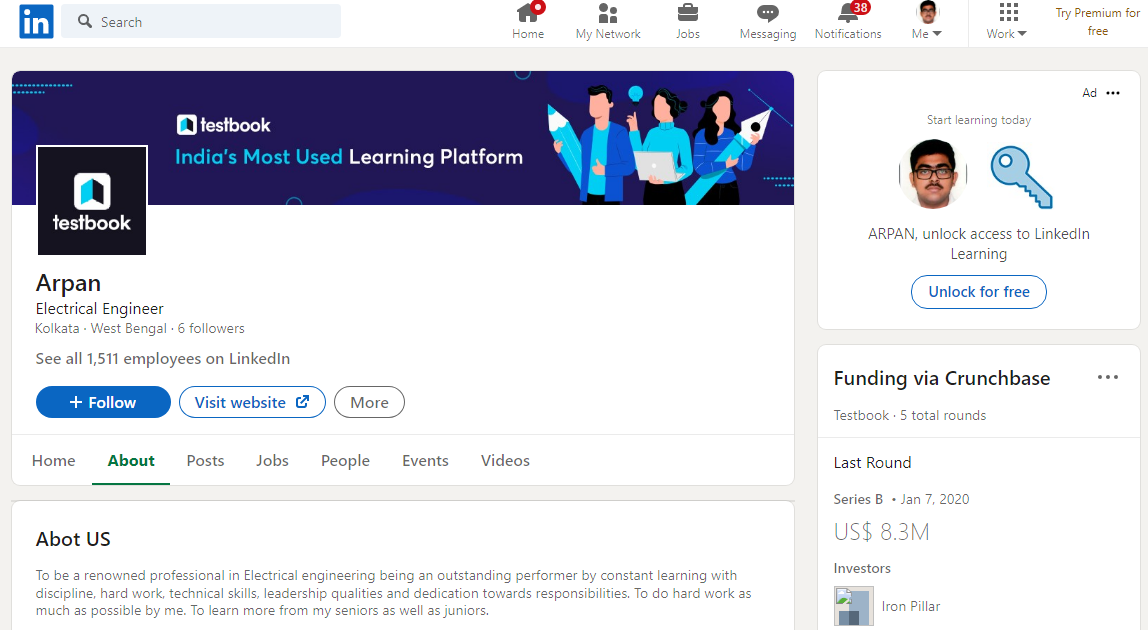 in
Search
Home
My Network
Jobs
Messaging
38
Notifications
Me
Work
Try Premium for
free
testbook
India's Most Used Learning Platform
testbook
Arpan
Electrical Engineer
Kolkata · West Bengal · 6 followers
See all 1,511 employees on LinkedIn
+ Follow
Visit website
More
Home
About
Posts
Jobs
People
Events
Videos
Abot US
To be a renowned professional in Electrical engineering being an outstanding performer by constant learning with
discipline, hard work, technical skills, leadership qualities and dedication towards responsibilities. To do hard work as
much as possible by me. To learn more from my seniors as well as juniors.
Ad
Start learning today
ARPAN, unlock access to LinkedIn
Learning
Unlock for free
Funding via Crunchbase
Testbook · 5 total rounds
Last Round
Series B • Jan 7, 2020
US$ 8.3M
Investors
Iron Pillar